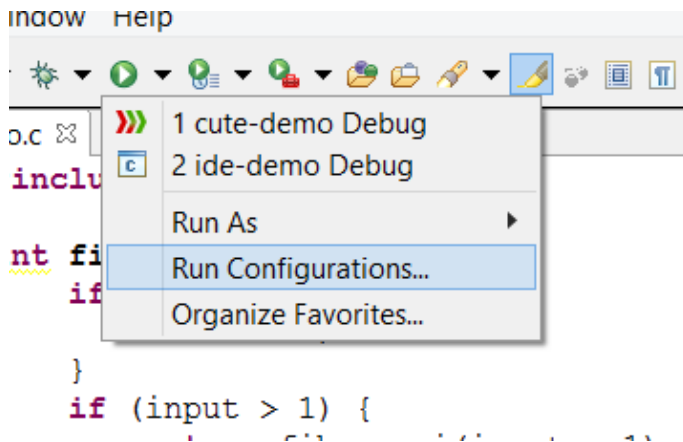 Help
o.c
1 cute-demo Debug
inclu
2 ide-demo Debug
Run As
nt fi
Run Configurations...
if
Organize Favorites...
}
if (input > 1) {